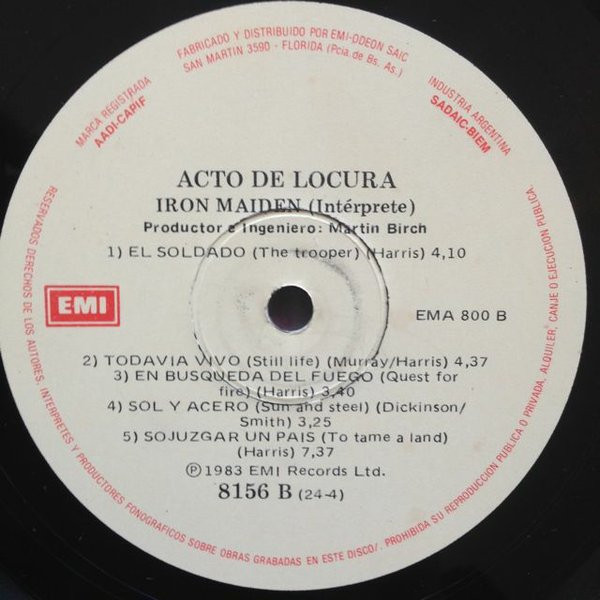 FABRICADO Y DISTRIBUIDO POR EMI-ODEON SAIC
SAN MARTIN 3590 - FLORIDA (Pcia de Bs. As.)
MARCA REGISTRADA
AADI-CAPIF
INDUSTRIA ARGENTINA
SADAIC-BIEM
ACTO DE LOCURA
IRON MAIDEN (Intérprete)
Productor e Ingeniero: Martin Birch
1) EL SOLDADO (The trooper) (Harris) 4,10
EMI
EMA 800 B
2) TODAVIA VIVO (Still life) (Murray/Harris) 4,37
3) EN BUSQUEDA DEL FUEGO (Quest for
fire) (Harris) 3,40
4) SOL Y ACERO (Sun and steel) (Dickinson/
Smith) 3,25
5) SOJUZGAR UN PAIS (To tame a land)
(Harris) 7,37
Ⓟ 1983 EMI Records Ltd.
8156 B (24-4)
RESERVADOS DERECHOS DE LOS AUTORES, INTERPRETES Y PRODUCTORES FONOGRAFICOS SOBRE OBRAS GRABADAS EN ESTE DISCO/. PROHIBIDA SU REPRODUCCION PUBLICA O PRIVADA, ALQUILER, CANJE O EJECUCION PUBLICA